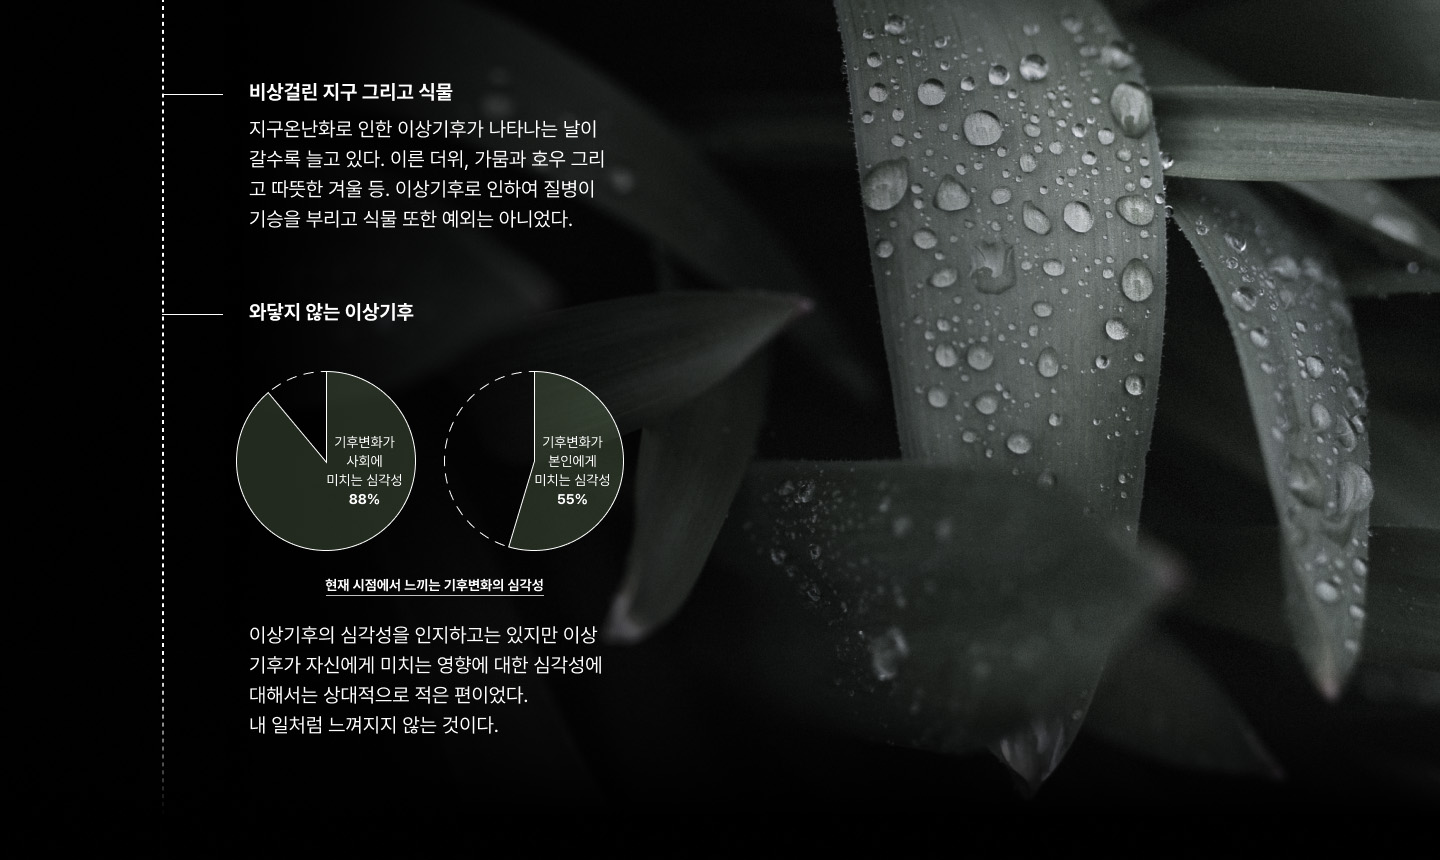 비상걸린 지구 그리고 식물
지구온난화로 인한 이상기후가 나타나는 날이
갈수록 늘고 있다. 이른 더위, 가뭄과 호우 그리
고 따뜻한 겨울 등. 이상기후로 인하여 질병이
기승을 부리고 식물 또한 예외는 아니었다.
와닿지 않는 이상기후
기후변화가
사회에
미치는 심각성
88%
기후변화가
본인에게
미치는 심각성
55%
현재 시점에서 느끼는 기후변화의 심각성
이상기후의 심각성을 인지하고는 있지만 이상
기후가 자신에게 미치는 영향에 대한 심각성에
대해서는 상대적으로 적은 편이었다.
내 일처럼 느껴지지 않는 것이다.